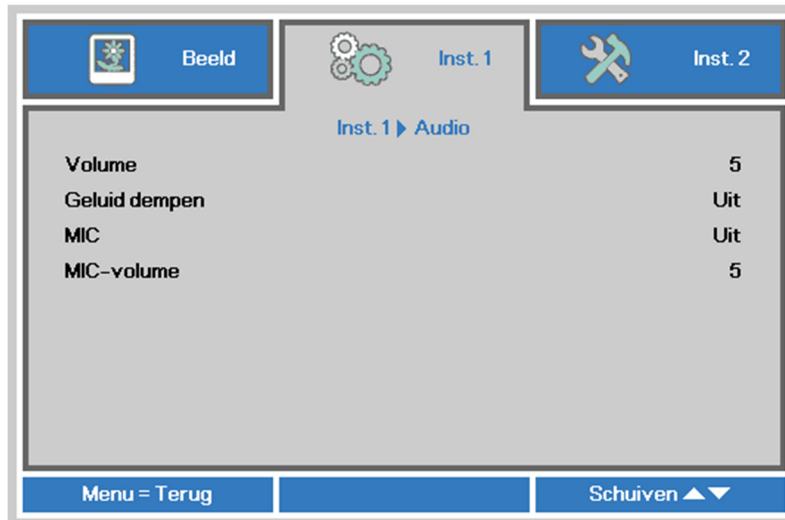 Beeld
Inst. 1
Inst. 2
Inst. 1 ▶ Audio
Volume 5
Geluid dempen Uit
MIC Uit
MIC-volume 5
Menu = Terug
Schuiven ▲▼